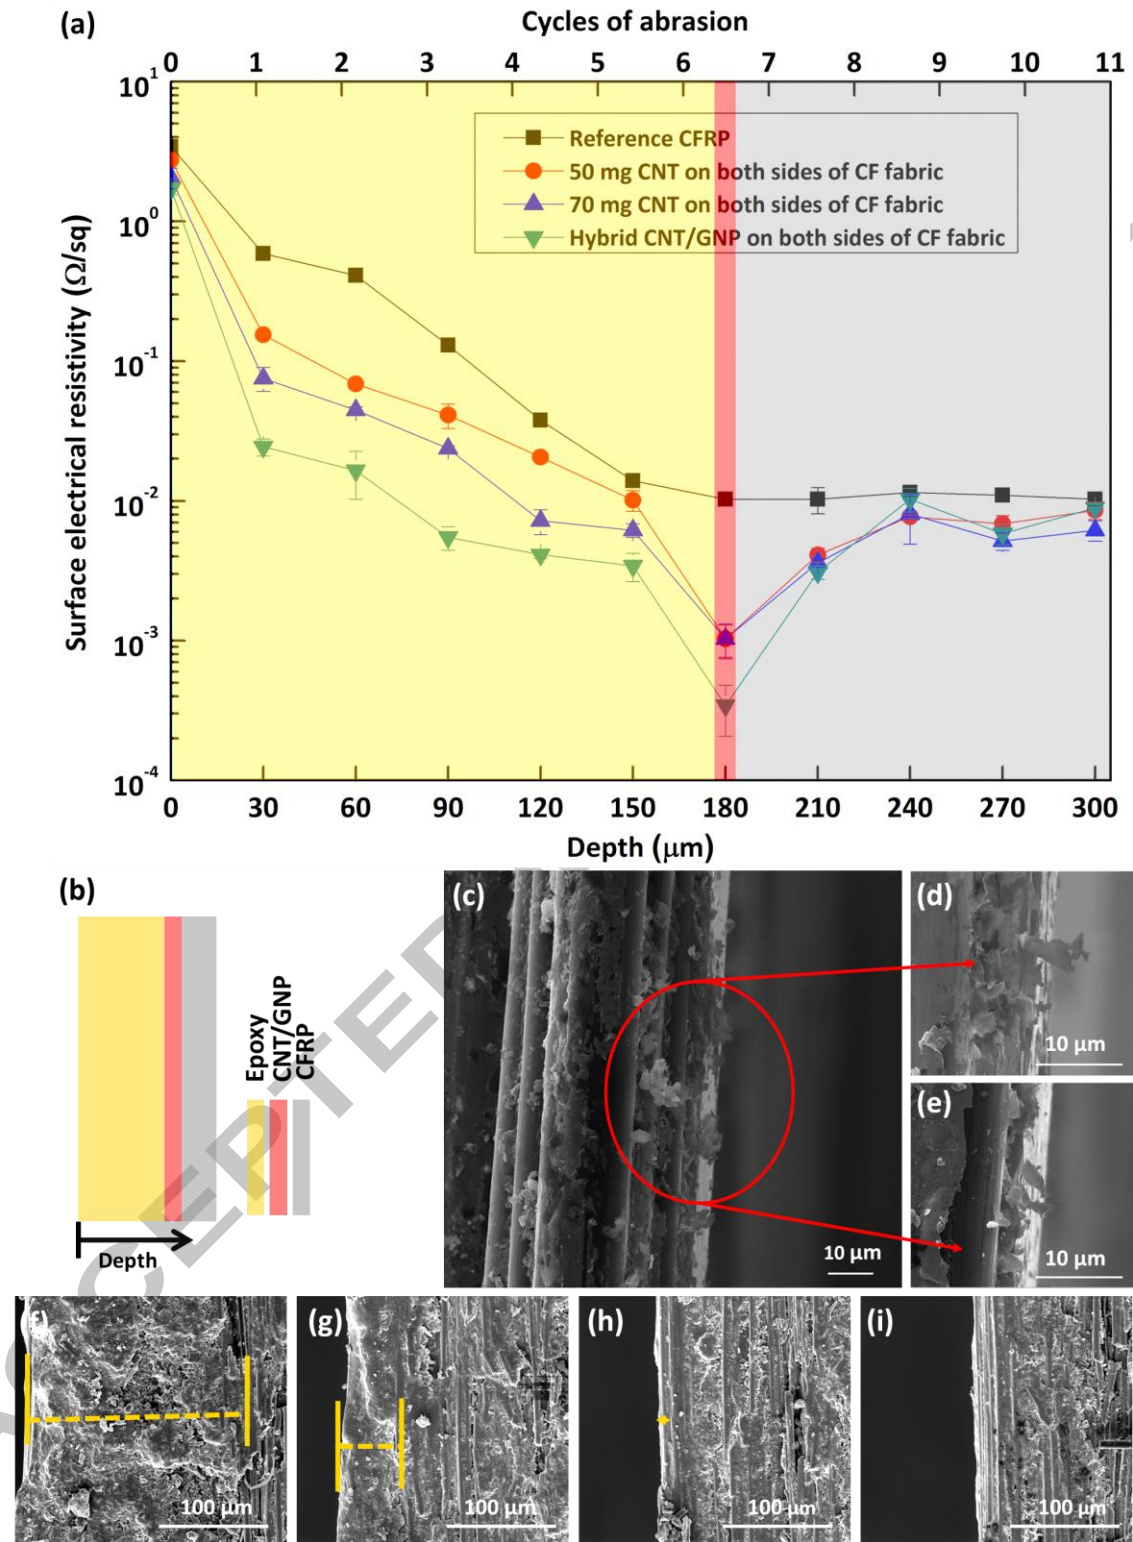 (a)
Cycles of abrasion
0 1 2 3 4 5 6 7 8 9 10 11
10¹
10⁰
10⁻¹
10⁻²
10⁻³
10⁻⁴
Surface electrical resistivity (Ω/sq)
Reference CFRP
50 mg CNT on both sides of CF fabric
70 mg CNT on both sides of CF fabric
Hybrid CNT/GNP on both sides of CF fabric
0 30 60 90 120 150 180 210 240 270 300
Depth (μm)
(b)
Epoxy
CNT/GNP
CFRP
Depth
(c)
10 μm
(d)
10 μm
(e)
10 μm
(f)
100 μm
(g)
100 μm
(h)
100 μm
(i)
100 μm
ACCEPTED